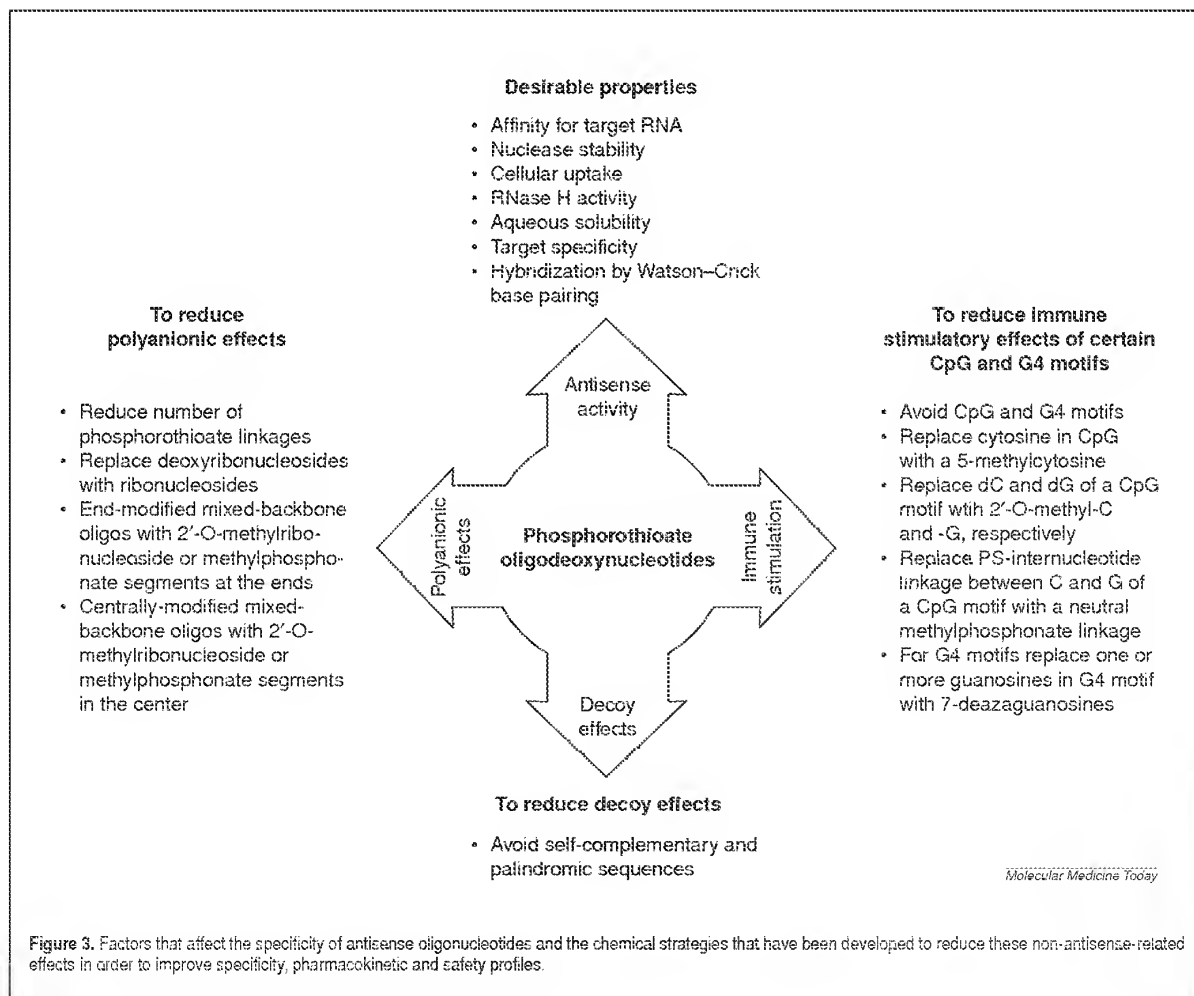 Desirable properties
• Affinity for target RNA
• Nuclease stability
• Cellular uptake
• RNase H activity
• Aqueous solubility
• Target specificity
• Hybridization by Watson–Crick
base pairing
To reduce
polyanionic effects
• Reduce number of
phosphorothioate linkages
• Replace deoxyribonucleosides
with ribonucleosides
• End-modified mixed-backbone
oligos with 2′-O-methylribo-
nucleoside or methylphospho-
nate segments at the ends
• Centrally-modified mixed-
backbone oligos with 2′-O-
methylribonucleoside or
methylphosphonate segments
in the center
Antisense
activity
Polyanionic
effects
Phosphorothioate
oligodeoxynucleotides
Immune
stimulation
Decoy
effects
To reduce immune
stimulatory effects of certain
CpG and G4 motifs
• Avoid CpG and G4 motifs
• Replace cytosine in CpG
with a 5-methylcytosine
• Replace dC and dG of a CpG
motif wtih 2′-O-methyl-C
and -G, respectively
• Replace PS-internucleotide
linkage between C and G of
a CpG motif with a neutral
methylphosphonate linkage
• For G4 motifs replace one or
more guanosines in G4 motif
with 7-deazaguanosines
To reduce decoy effects
• Avoid self-complementary and
palindromic sequences
Molecular Medicine Today
Figure 3. Factors that affect the specificity of antisense oligonucleotides and the chemical strategies that have been developed to reduce these non-antisense-related
effects in order to improve specificity, pharmacokinetic and safety profiles.